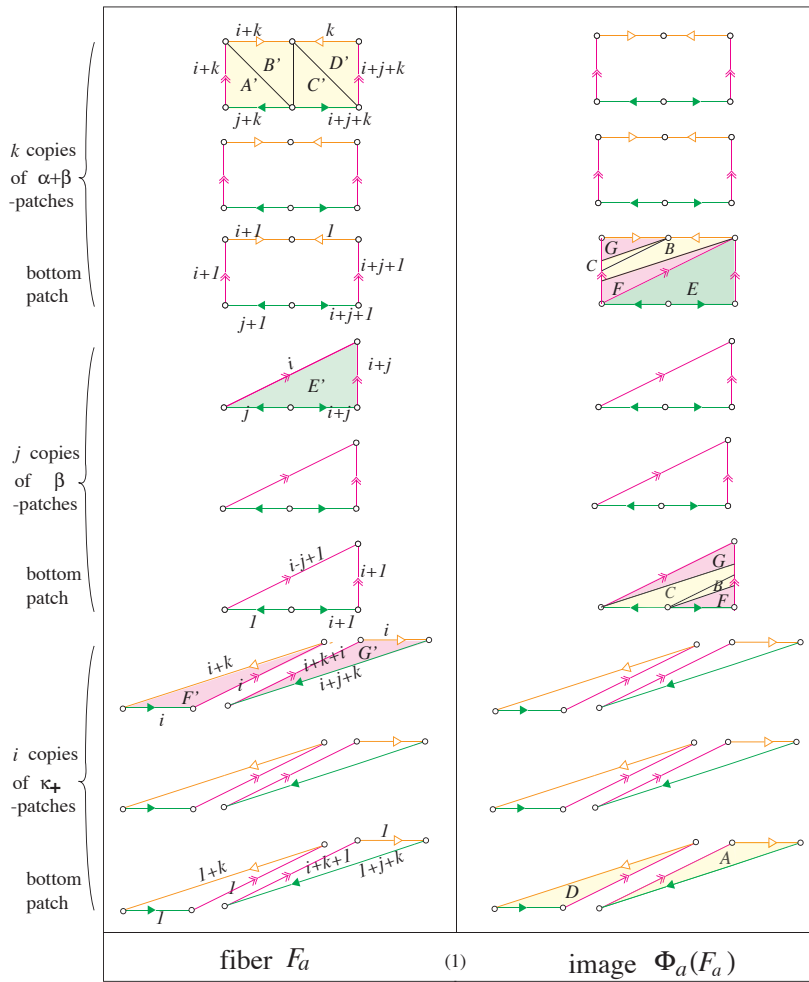 i+k k
i+k B' D' i+j+k
A' C'
j+k i+j+k
k copies
of α+β
-patches
i+1 1
i+1 i+j+1
j+1 i+j+1
G B
C
F E
bottom
patch
i i+j
E'
j i+j
j copies
of β
-patches
i-j+1
i+1
1 i+1
G
C B
F
bottom
patch
i+k i
i i+k+i G'
F' i+j+k
i
i copies
of κ+
-patches
1+k 1
1 i+k+1 1+j+k
1
A
D
bottom
patch
fiber Fa (1) image Φa(Fa)